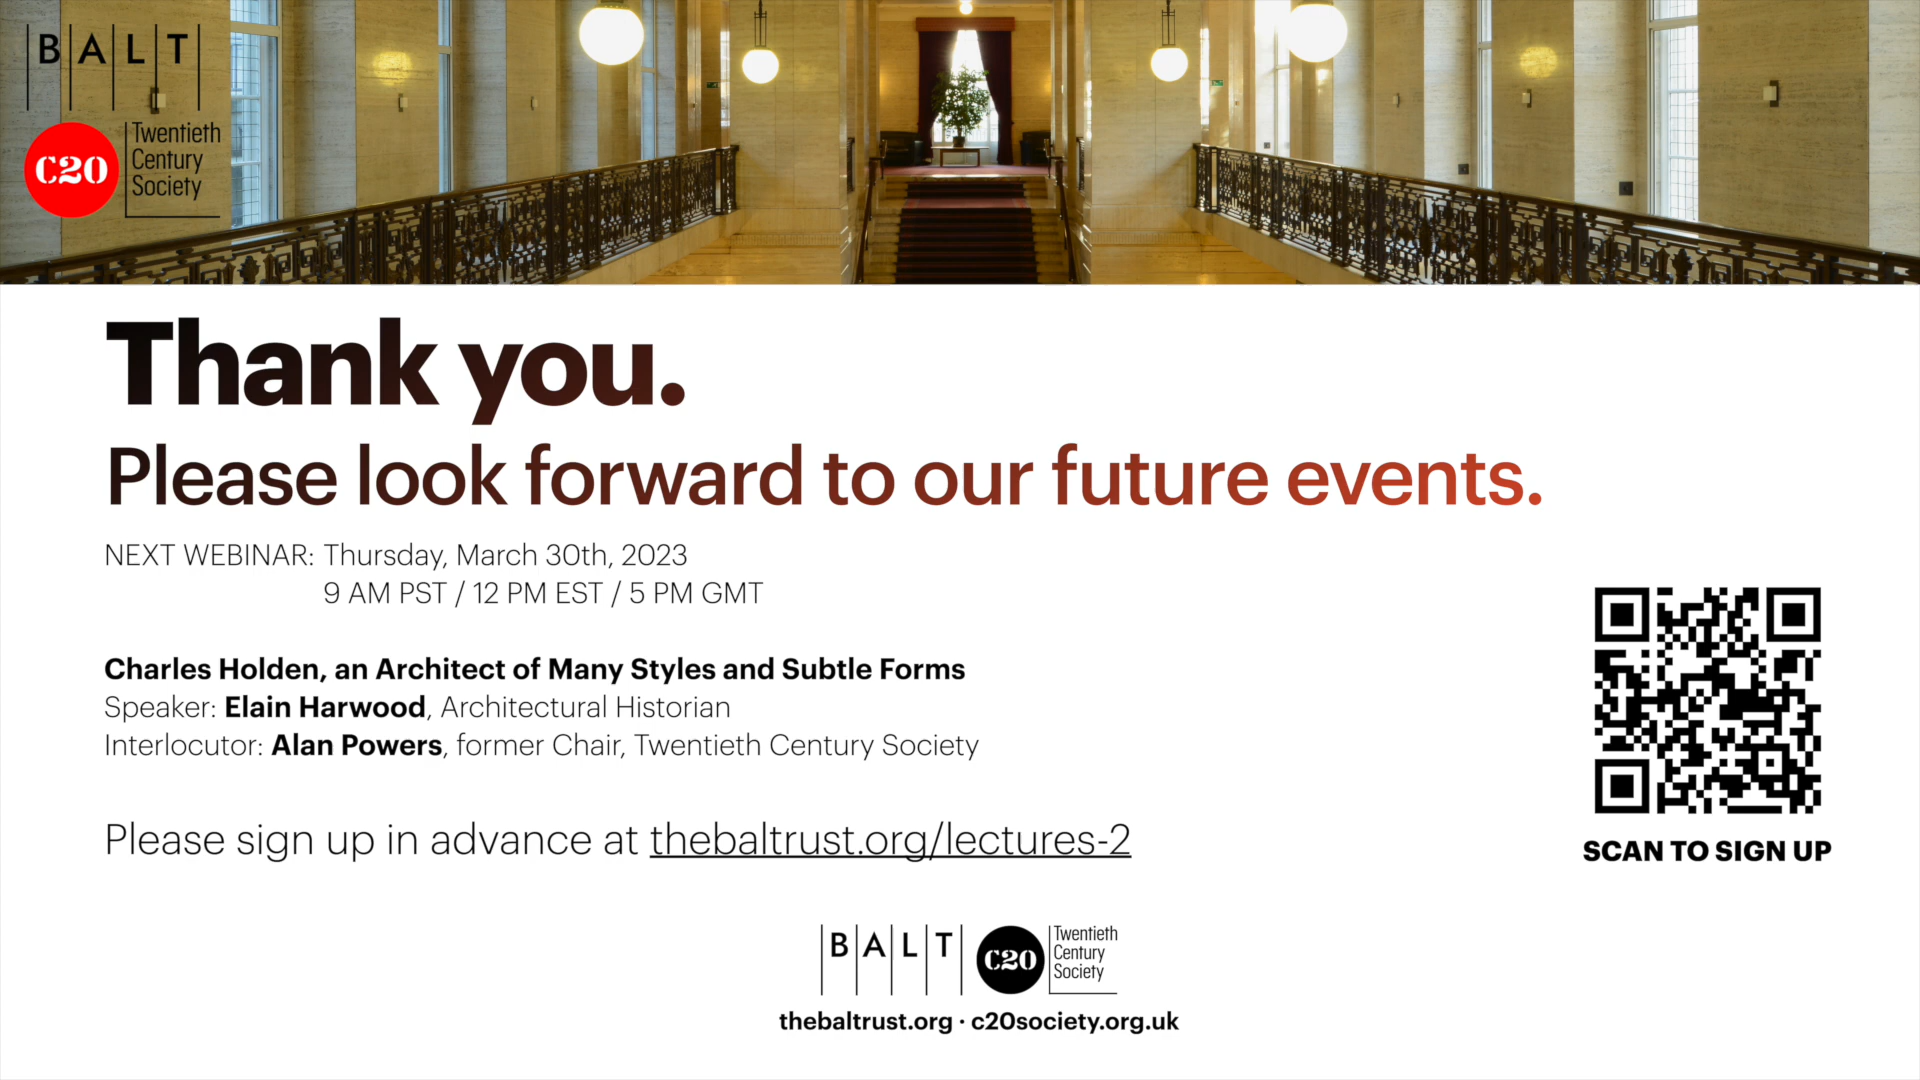 BALT
C20 Twentieth
Century
Society
Thank you.
Please look forward to our future events.
NEXT WEBINAR: Thursday, March 30th, 2023
9 AM PST / 12 PM EST / 5 PM GMT
Charles Holden, an Architect of Many Styles and Subtle Forms
Speaker: Elain Harwood, Architectural Historian
Interlocutor: Alan Powers, former Chair, Twentieth Century Society
Please sign up in advance at thebaltrust.org/lectures-2
SCAN TO SIGN UP
BALT C20 Twentieth
Century
Society
thebaltrust.org · c20society.org.uk